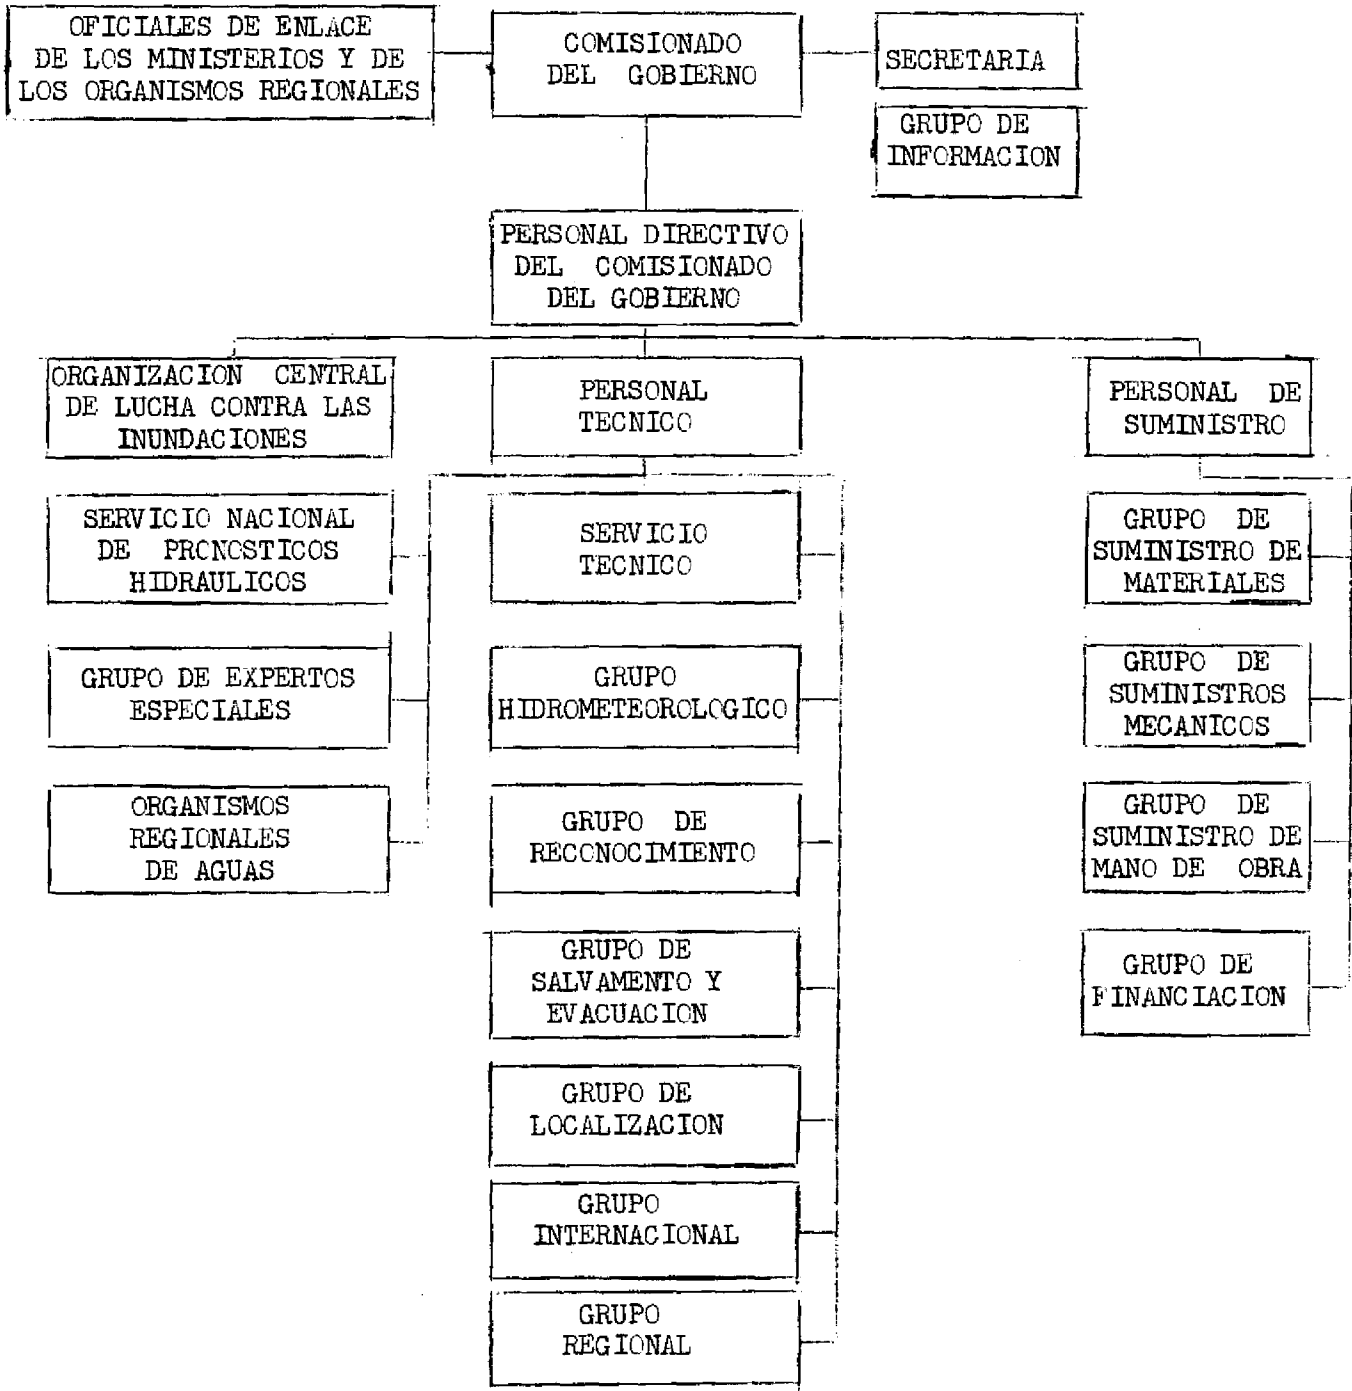 OFICIALES DE ENLACE
DE LOS MINISTERIOS Y DE
LOS ORGANISMOS REGIONALES
COMISIONADO
DEL GOBIERNO
SECRETARIA
GRUPO DE
INFORMACION
PERSONAL DIRECTIVO
DEL COMISIONADO
DEL GOBIERNO
ORGANIZACION CENTRAL
DE LUCHA CONTRA LAS
INUNDACIONES
PERSONAL
TECNICO
PERSONAL DE
SUMINISTRO
SERVICIO NACIONAL
DE PRONOSTICOS
HIDRAULICOS
GRUPO DE EXPERTOS
ESPECIALES
ORGANISMOS
REGIONALES
DE AGUAS
SERVICIO
TECNICO
GRUPO
HIDROMETEOROLOGICO
GRUPO DE
RECONOCIMIENTO
GRUPO DE
SALVAMENTO Y
EVACUACION
GRUPO DE
LOCALIZACION
GRUPO
INTERNACIONAL
GRUPO
REGIONAL
GRUPO DE
SUMINISTRO DE
MATERIALES
GRUPO DE
SUMINISTROS
MECANICOS
GRUPO DE
SUMINISTRO DE
MANO DE OBRA
GRUPO DE
FINANCIACION